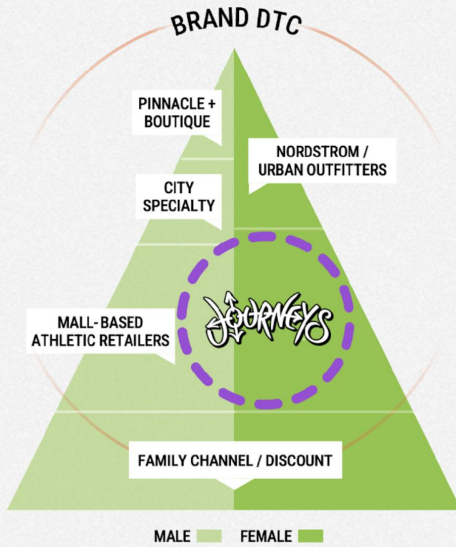 BRAND DTC
PINNACLE +
BOUTIQUE
NORDSTROM /
URBAN OUTFITTERS
CITY
SPECIALTY
JOURNEYS
MALL-BASED
ATHLETIC RETAILERS
FAMILY CHANNEL / DISCOUNT
MALE
FEMALE